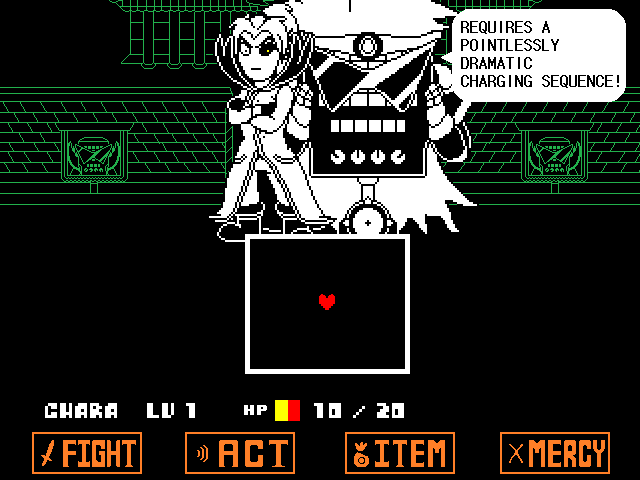 REQUIRES A
POINTLESSLY
DRAMATIC
CHARGING SEQUENCE!
CHARA LV 1 HP 10 / 20
FIGHT ACT ITEM MERCY